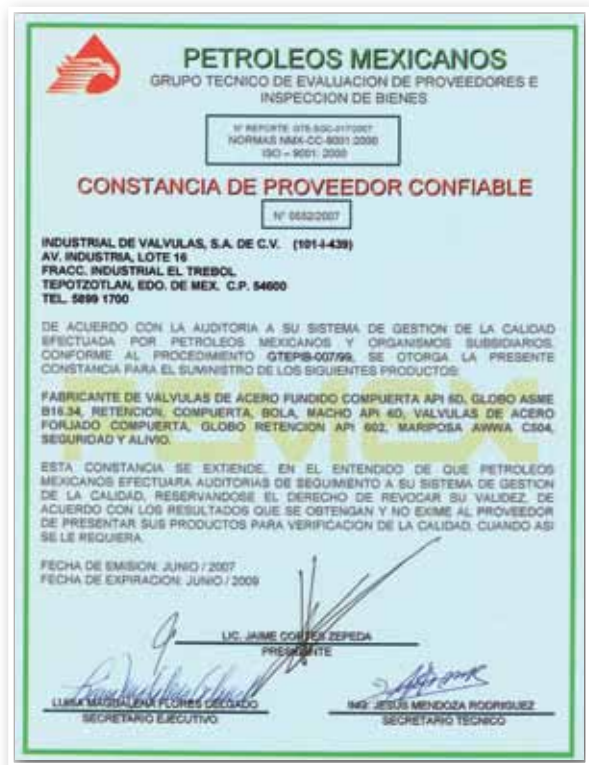 PETROLEOS MEXICANOS
GRUPO TECNICO DE EVALUACION DE PROVEEDORES E
INSPECCION DE BIENES
N° REPORTE: GTE-SGC-017/2007
NORMAS NMX-CC-9001:2000
ISO – 9001: 2000
CONSTANCIA DE PROVEEDOR CONFIABLE
N° 0552/2007
INDUSTRIAL DE VALVULAS, S.A. DE C.V. (101-I-439)
AV. INDUSTRIA, LOTE 16
FRACC. INDUSTRIAL EL TREBOL
TEPOTZOTLAN, EDO. DE MEX. C.P. 54600
TEL. 5899 1700
DE ACUERDO CON LA AUDITORIA A SU SISTEMA DE GESTION DE LA CALIDAD
EFECTUADA POR PETROLEOS MEXICANOS Y ORGANISMOS SUBSIDIARIOS,
CONFORME AL PROCEDIMIENTO GTEPIB-007/99, SE OTORGA LA PRESENTE
CONSTANCIA PARA EL SUMINISTRO DE LOS SIGUIENTES PRODUCTOS:
PEMEX
FABRICANTE DE VALVULAS DE ACERO FUNDIDO COMPUERTA API 6D, GLOBO ASME
B16.34, RETENCION, COMPUERTA, BOLA, MACHO API 6D, VALVULAS DE ACERO
FORJADO COMPUERTA, GLOBO RETENCION API 602, MARIPOSA AWWA C504,
SEGURIDAD Y ALIVIO.
ESTA CONSTANCIA SE EXTIENDE, EN EL ENTENDIDO DE QUE PETROLEOS
MEXICANOS EFECTUARA AUDITORIAS DE SEGUIMIENTO A SU SISTEMA DE GESTION
DE LA CALIDAD, RESERVANDOSE EL DERECHO DE REVOCAR SU VALIDEZ, DE
ACUERDO CON LOS RESULTADOS QUE SE OBTENGAN Y NO EXIME AL PROVEEDOR
DE PRESENTAR SUS PRODUCTOS PARA VERIFICACION DE LA CALIDAD, CUANDO ASI
SE LE REQUIERA.
FECHA DE EMISION: JUNIO / 2007
FECHA DE EXPIRACION: JUNIO / 2009
LIC. JAIME CORTES ZEPEDA
PRESIDENTE
LUISA MAGDALENA FLORES DELGADO
SECRETARIO EJECUTIVO
ING. JESUS MENDOZA RODRIGUEZ
SECRETARIO TECNICO